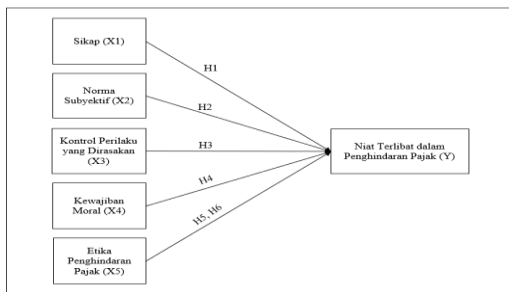 Sikap (X1)
H1
Norma
Subyektif (X2)
H2
Kontrol Perilaku
yang Dirasakan
(X3)
H3
Niat Terlibat dalam
Penghindaran Pajak (Y)
Kewajiban
Moral (X4)
H4
Etika
Penghindaran
Pajak (X5)
H5, H6